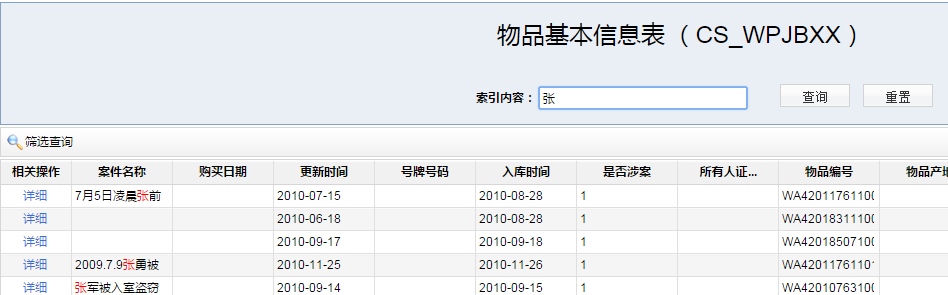 物品基本信息表 （ CS_WPJBXX ）
索引内容： 张 查询 重置
筛选查询
相关操作 案件名称 购买日期 更新时间 号牌号码 入库时间 是否涉案 所有人证... 物品编号 物品产地
详细 7月5日凌晨张前 2010-07-15 2010-08-28 1 WA42011761100
详细 2010-06-18 2010-08-28 1 WA42018311100
详细 2010-09-17 2010-09-18 1 WA42018507100
详细 2009.7.9张勇被 2010-11-25 2010-11-26 1 WA42011761101
详细 张军被入室盗窃 2010-09-14 2010-09-15 1 WA42010763100